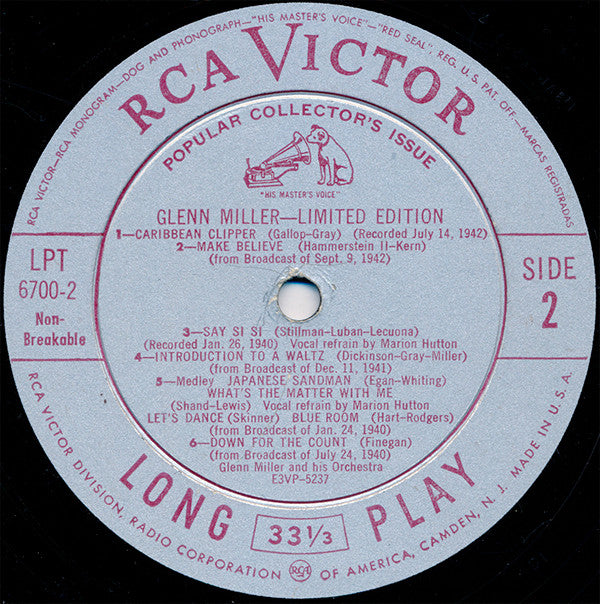 RCA VICTOR—RCA MONOGRAM—DOG AND PHONOGRAPH—"HIS MASTER'S VOICE"—"RED SEAL" REG. U. S. PAT. OFF.—MARCAS REGISTRADAS
RCA VICTOR
POPULAR COLLECTOR'S ISSUE
"HIS MASTER'S VOICE"
GLENN MILLER—LIMITED EDITION
1—CARIBBEAN CLIPPER (Gallop-Gray) (Recorded July 14, 1942)
2—MAKE BELIEVE (Hammerstein II-Kern)
(from Broadcast of Sept. 9, 1942)
LPT
6700-2
Non-
Breakable
SIDE
2
3—SAY SI SI (Stillman-Luban-Lecuona)
(Recorded Jan. 26, 1940) Vocal refrain by Marion Hutton
4—INTRODUCTION TO A WALTZ (Dickinson-Gray-Miller)
(from Broadcast of Dec. 11, 1941)
5—Medley JAPANESE SANDMAN (Egan-Whiting)
WHAT'S THE MATTER WITH ME
(Shand-Lewis) Vocal refrain by Marion Hutton
LET'S DANCE (Skinner) BLUE ROOM (Hart-Rodgers)
(from Broadcast of Jan. 24, 1940)
6—DOWN FOR THE COUNT (Finegan)
(from Broadcast of July 24, 1940)
Glenn Miller and his Orchestra
E3VP-5237
LONG 33 1/3 PLAY
RCA VICTOR DIVISION, RADIO CORPORATION RCA OF AMERICA, CAMDEN, N. J. MADE IN U. S. A.